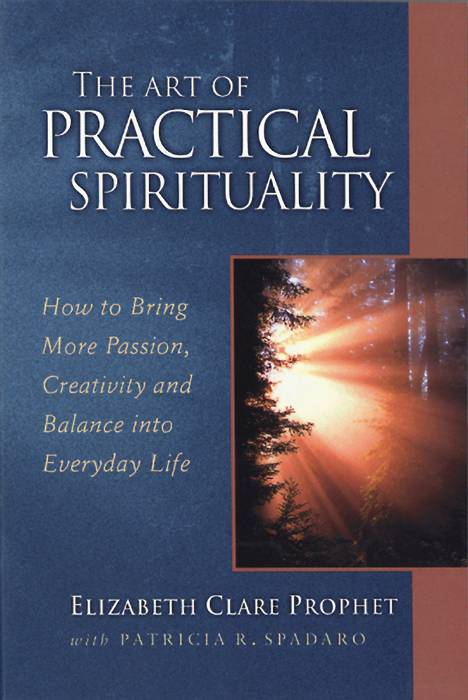 THE ART OF
PRACTICAL
SPIRITUALITY
How to Bring
More Passion,
Creativity and
Balance into
Everyday Life
ELIZABETH CLARE PROPHET
with PATRICIA R. SPADARO